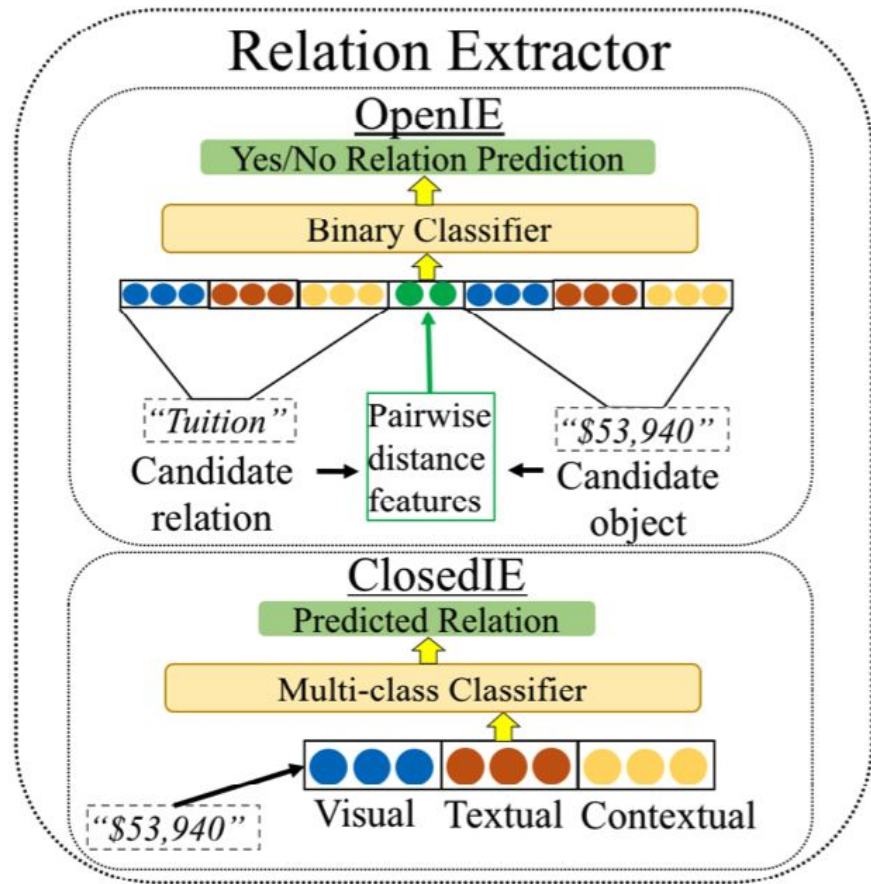 Relation Extractor
OpenIE
Yes/No Relation Prediction
Binary Classifier
“Tuition”
Candidate
relation
Pairwise
distance
features
“$53,940”
Candidate
object
ClosedIE
Predicted Relation
Multi-class Classifier
“$53,940”
Visual Textual Contextual